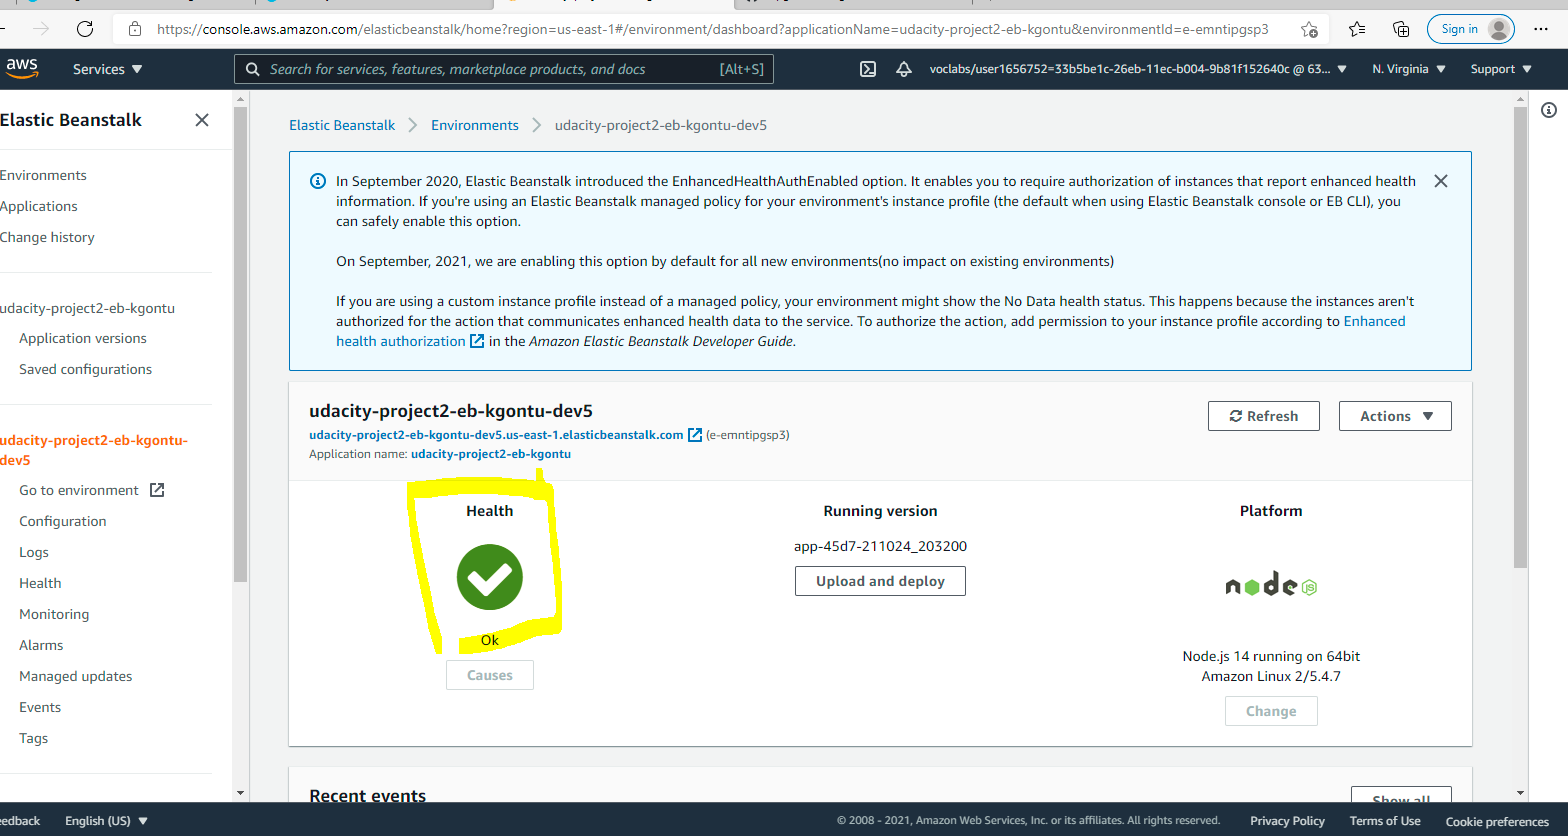 https://console.aws.amazon.com/elasticbeanstalk/home?region=us-east-1#/environment/dashboard?applicationName=udacity-project2-eb-kgontu&environmentId=e-emntipgsp3
Sign in
aws
Services
Search for services, features, marketplace products, and docs
[Alt+S]
voclabs/user1656752=33b5be1c-26eb-11ec-b004-9b81f152640c @ 63...
N. Virginia
Support
Elastic Beanstalk
Environments
Applications
Change history
udacity-project2-eb-kgontu
Application versions
Saved configurations
udacity-project2-eb-kgontu-
dev5
Go to environment
Configuration
Logs
Health
Monitoring
Alarms
Managed updates
Events
Tags
Elastic Beanstalk > Environments > udacity-project2-eb-kgontu-dev5
In September 2020, Elastic Beanstalk introduced the EnhancedHealthAuthEnabled option. It enables you to require authorization of instances that report enhanced health
information. If you're using an Elastic Beanstalk managed policy for your environment's instance profile (the default when using Elastic Beanstalk console or EB CLI), you
can safely enable this option.
On September, 2021, we are enabling this option by default for all new environments(no impact on existing environments)
If you are using a custom instance profile instead of a managed policy, your environment might show the No Data health status. This happens because the instances aren't
authorized for the action that communicates enhanced health data to the service. To authorize the action, add permission to your instance profile according to Enhanced
health authorization in the Amazon Elastic Beanstalk Developer Guide.
udacity-project2-eb-kgontu-dev5
udacity-project2-eb-kgontu-dev5.us-east-1.elasticbeanstalk.com (e-emntipgsp3)
Application name: udacity-project2-eb-kgontu
Refresh
Actions
Health
Ok
Causes
Running version
app-45d7-211024_203200
Upload and deploy
Platform
node JS
Node.js 14 running on 64bit
Amazon Linux 2/5.4.7
Change
Recent events
Show all
eedback
English (US)
© 2008 - 2021, Amazon Web Services, Inc. or its affiliates. All rights reserved.
Privacy Policy
Terms of Use
Cookie preferences